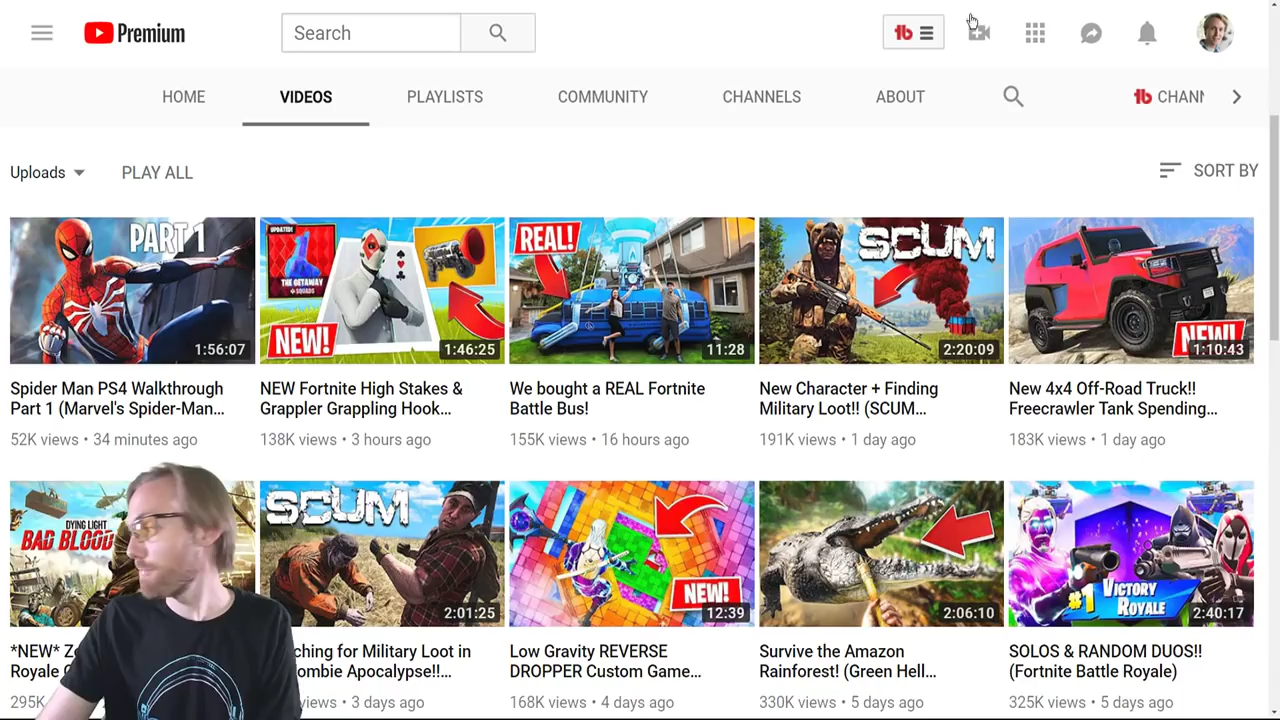 Premium
Search
tb
HOME
VIDEOS
PLAYLISTS
COMMUNITY
CHANNELS
ABOUT
tb CHANN
Uploads
PLAY ALL
SORT BY
PART 1
1:56:07
UPDATED!
THE GETAWAY
SQUADS
NEW!
1:46:25
REAL!
11:28
SCUM
2:20:09
NEW!
1:10:43
Spider Man PS4 Walkthrough
Part 1 (Marvel's Spider-Man...
52K views • 34 minutes ago
NEW Fortnite High Stakes &
Grappler Grappling Hook...
138K views • 3 hours ago
We bought a REAL Fortnite
Battle Bus!
155K views • 16 hours ago
New Character + Finding
Military Loot!! (SCUM...
191K views • 1 day ago
New 4x4 Off-Road Truck!!
Freecrawler Tank Spending...
183K views • 1 day ago
DYING LIGHT
BAD BLOOD
SCUM
2:01:25
NEW!
12:39
2:06:10
#1 VICTORY
ROYALE
2:40:17
*NEW* Z
Royale
295K
ching for Military Loot in
ombie Apocalypse!!...
views • 3 days ago
Low Gravity REVERSE
DROPPER Custom Game...
168K views • 4 days ago
Survive the Amazon
Rainforest! (Green Hell...
330K views • 5 days ago
SOLOS & RANDOM DUOS!!
(Fortnite Battle Royale)
325K views • 5 days ago